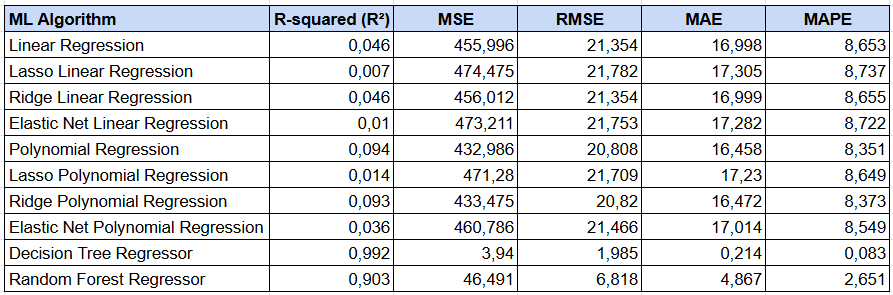 ML Algorithm R-squared (R²) MSE RMSE MAE MAPE
Linear Regression 0,046 455,996 21,354 16,998 8,653
Lasso Linear Regression 0,007 474,475 21,782 17,305 8,737
Ridge Linear Regression 0,046 456,012 21,354 16,999 8,655
Elastic Net Linear Regression 0,01 473,211 21,753 17,282 8,722
Polynomial Regression 0,094 432,986 20,808 16,458 8,351
Lasso Polynomial Regression 0,014 471,28 21,709 17,23 8,649
Ridge Polynomial Regression 0,093 433,475 20,82 16,472 8,373
Elastic Net Polynomial Regression 0,036 460,786 21,466 17,014 8,549
Decision Tree Regressor 0,992 3,94 1,985 0,214 0,083
Random Forest Regressor 0,903 46,491 6,818 4,867 2,651